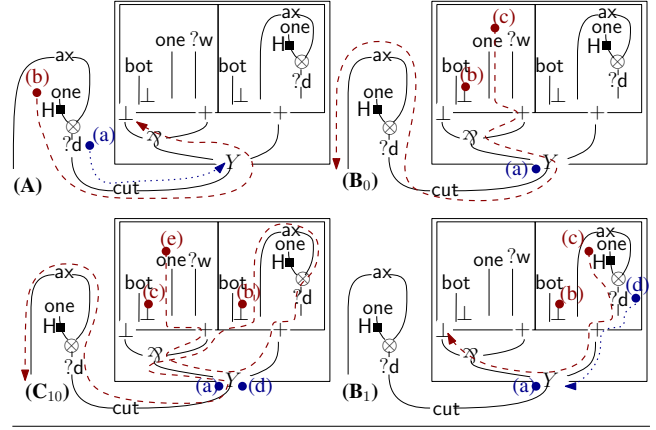 ax
(b)
one
H
⊗
?d
(a)
(A)
cut
bot
⊥
one ?w
ax
one
H
⊗
?d
⊥
+
⅋
Y
(c)
one ?w
bot
(b)
⊥
ax
one
H
⊗
?d
bot
⊥
ax
one
H
⊗
?d
⊥
+
⅋
Y
(a)
(B₀)
cut
ax
one
H
⊗
?d
(C₁₀)
cut
(e)
one ?w
bot
(c)
⊥
bot
(b)
⊥
ax
one
H
⊗
?d
⊥
+
⅋
(a) Y (d)
ax
one
H
⊗
?d
(B₁)
cut
bot
⊥
one ?w
bot
(b)
⊥
(c)
ax
one
H
⊗
?d
(d)
⊥
+
⅋
(a) Y